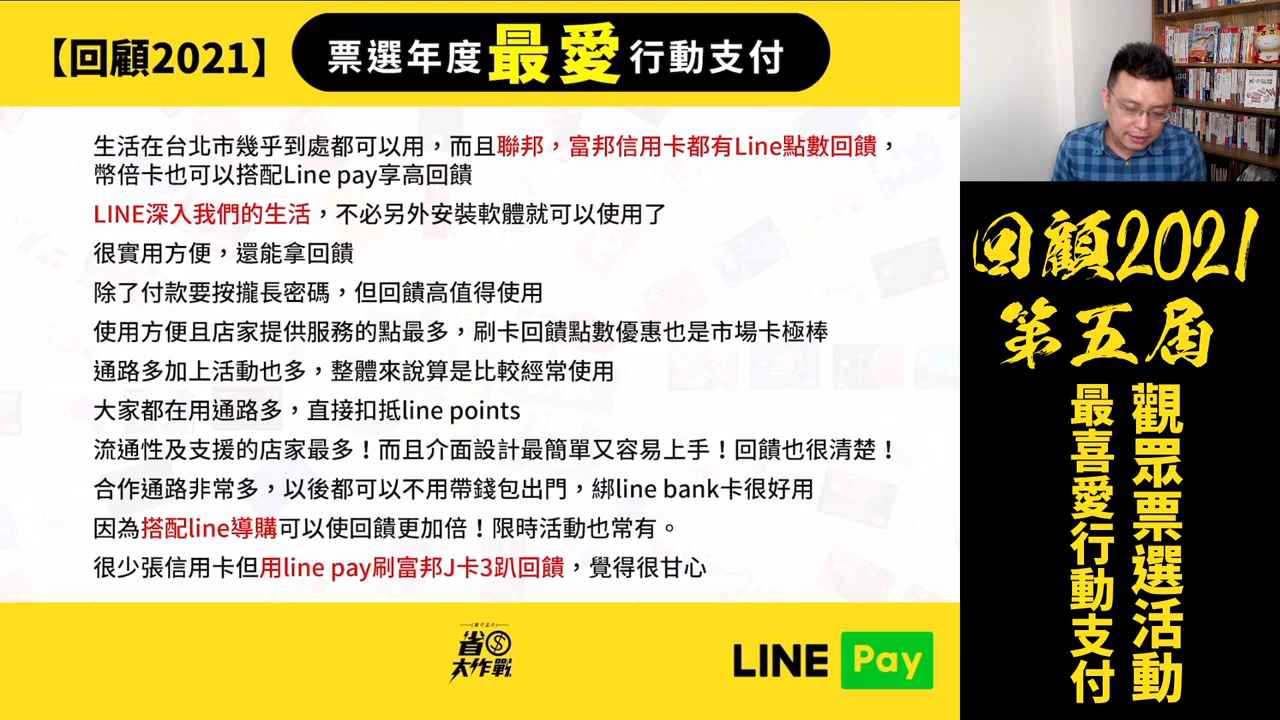 【回顧2021】
票選年度最愛行動支付
生活在台北市幾乎到處都可以用，而且聯邦，富邦信用卡都有Line點數回饋，
幣倍卡也可以搭配Line pay享高回饋
LINE深入我們的生活，不必另外安裝軟體就可以使用了
很實用方便，還能拿回饋
除了付款要按攏長密碼，但回饋高值得使用
使用方便且店家提供服務的點最多，刷卡回饋點數優惠也是市場卡極棒
通路多加上活動也多，整體來說算是比較經常使用
大家都在用通路多，直接扣抵line points
流通性及支援的店家最多！而且介面設計最簡單又容易上手！回饋也很清楚！
合作通路非常多，以後都可以不用帶錢包出門，綁line bank卡很好用
因為搭配line導購可以使回饋更加倍！限時活動也常有。
很少張信用卡但用line pay刷富邦J卡3趴回饋，覺得很甘心
省
大作戰
LINE Pay
回顧2021
第五屆
觀眾票選活動
最喜愛行動支付